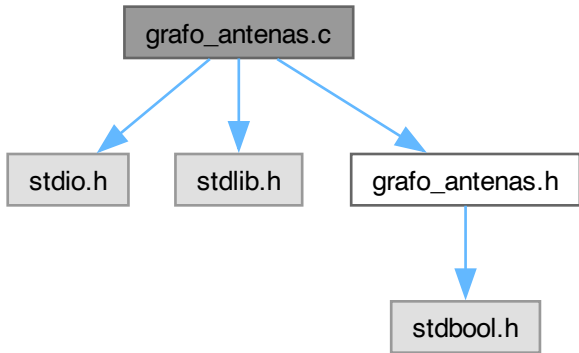 grafo_antenas.c
stdio.h
stdlib.h
grafo_antenas.h
stdbool.h